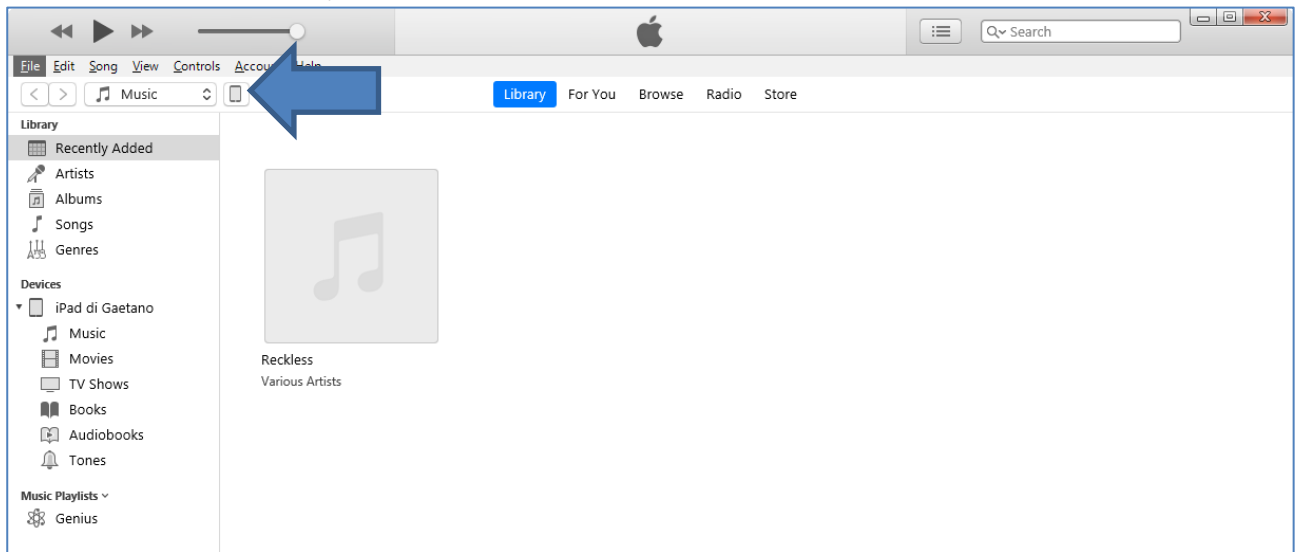 Search
File Edit Song View Controls
Music
Library For You Browse Radio Store
Library
Recently Added
Artists
Albums
Songs
Genres
Devices
iPad di Gaetano
Music
Movies
TV Shows
Books
Audiobooks
Tones
Music Playlists
Genius
Reckless
Various Artists